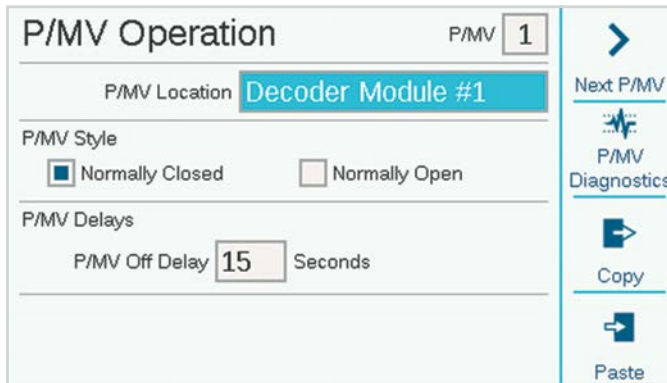 P/MV Operation P/MV 1
P/MV Location Decoder Module #1
P/MV Style
Normally Closed Normally Open
P/MV Delays
P/MV Off Delay 15 Seconds
Next P/MV
P/MV
Diagnostics
Copy
Paste